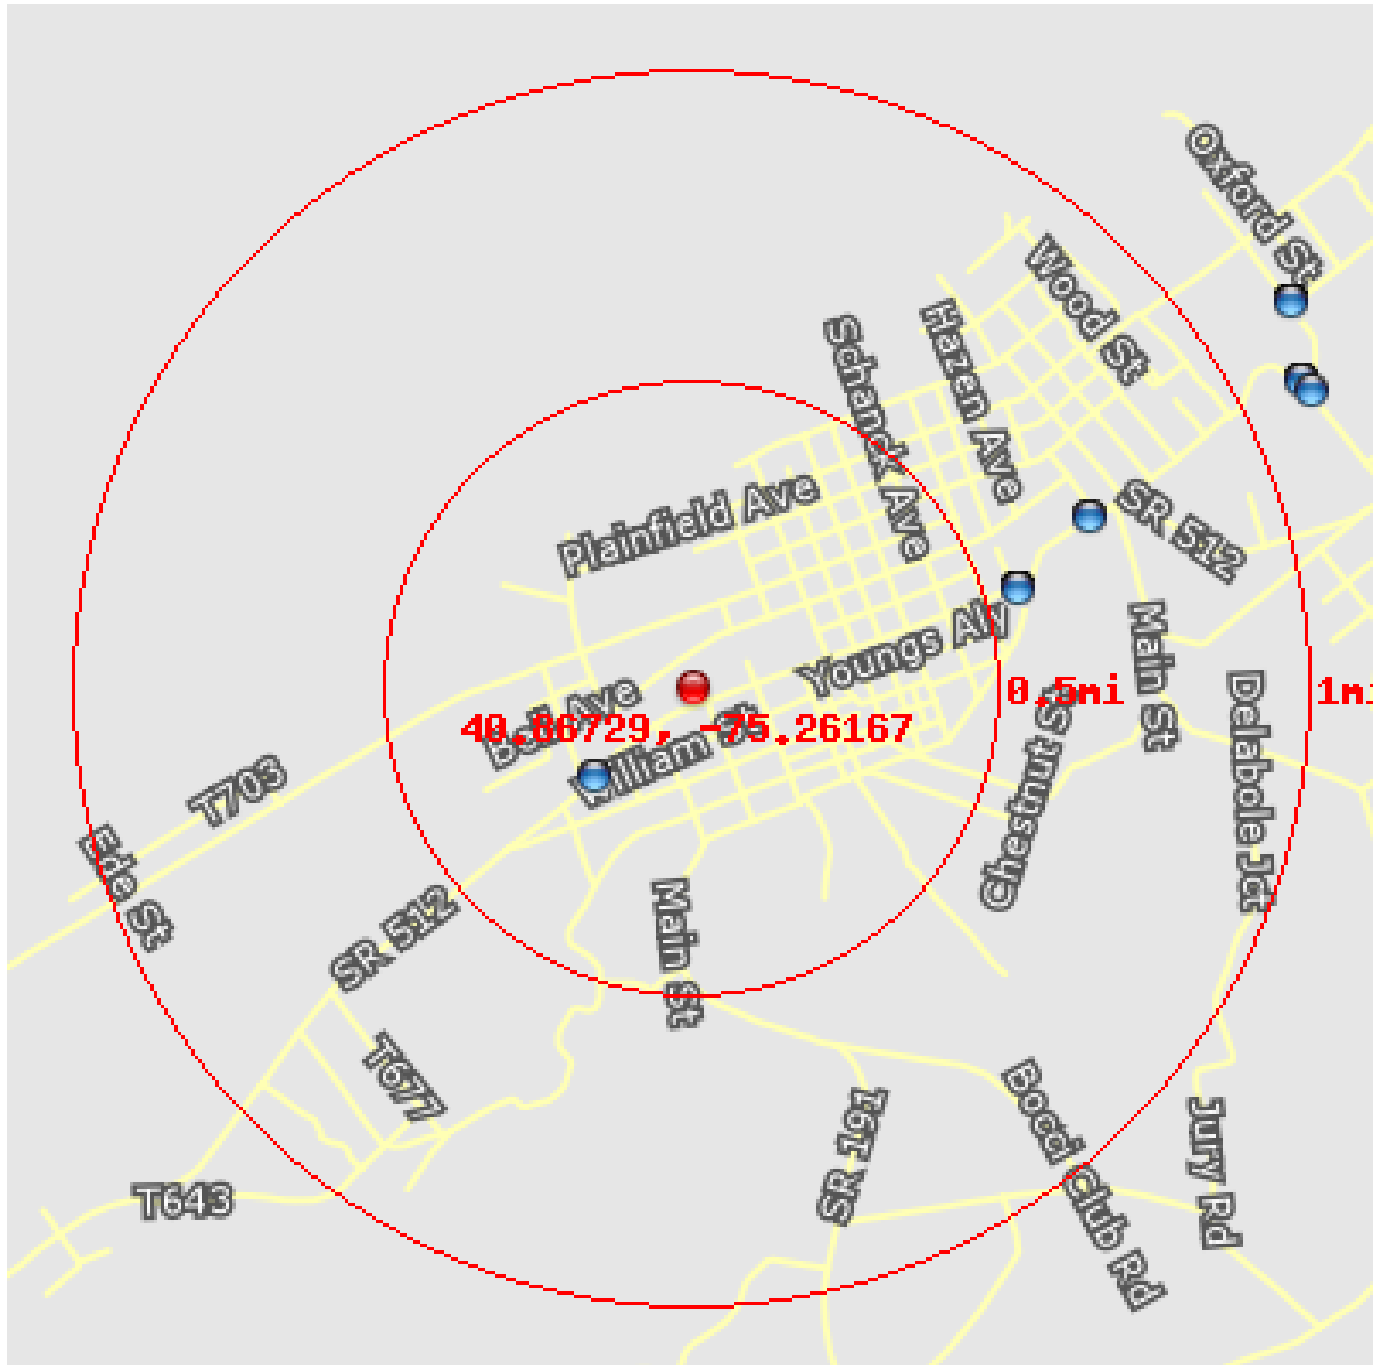 Oxford St
Wood St
Hazen Ave
Schanck Ave
Plainfield Ave
SR 512
Youngs Aly
Main St
0.5mi
1mi
Delabole Jct
Bell Ave
40.86729, -75.26167
William St
Chestnut St
T703
Ede St
Main St
SR 512
T677
Bocci Club Rd
SR 191
Jury Rd
T643